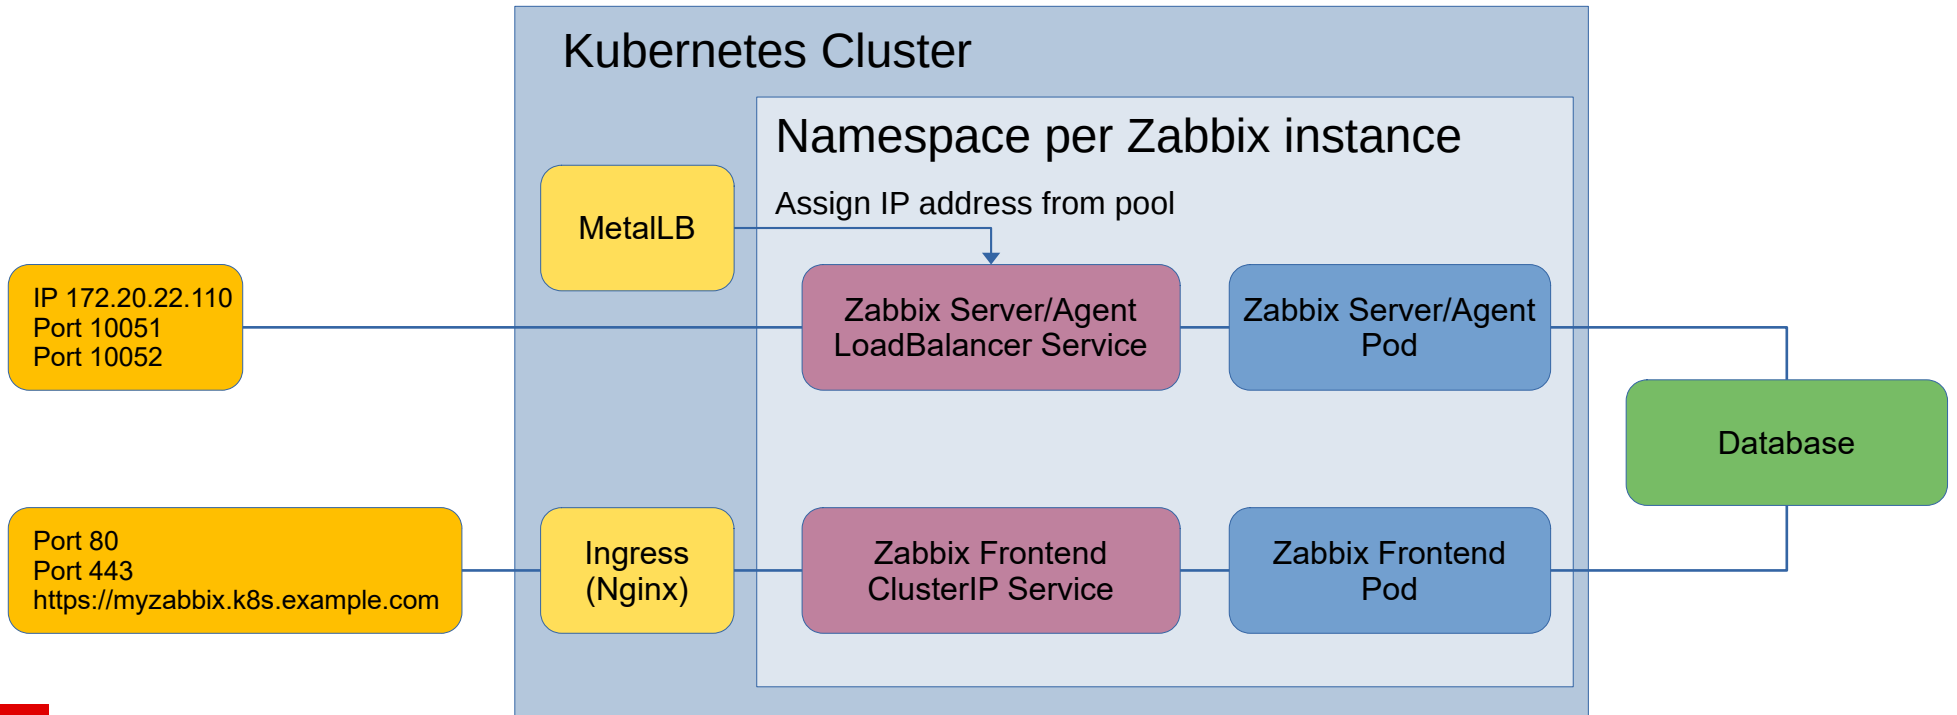 Kubernetes Cluster
Namespace per Zabbix instance
Assign IP address from pool
MetalLB
IP 172.20.22.110
Port 10051
Port 10052
Zabbix Server/Agent
LoadBalancer Service
Zabbix Server/Agent
Pod
Database
Port 80
Port 443
https://myzabbix.k8s.example.com
Ingress
(Nginx)
Zabbix Frontend
ClusterIP Service
Zabbix Frontend
Pod